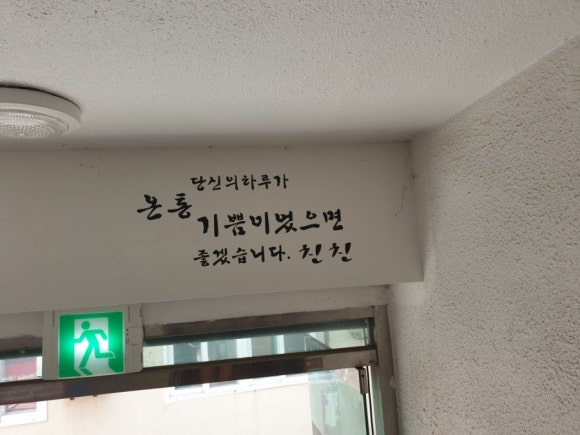 당신의하루가
온통
기쁨이었으면
좋겠습니다. 친친